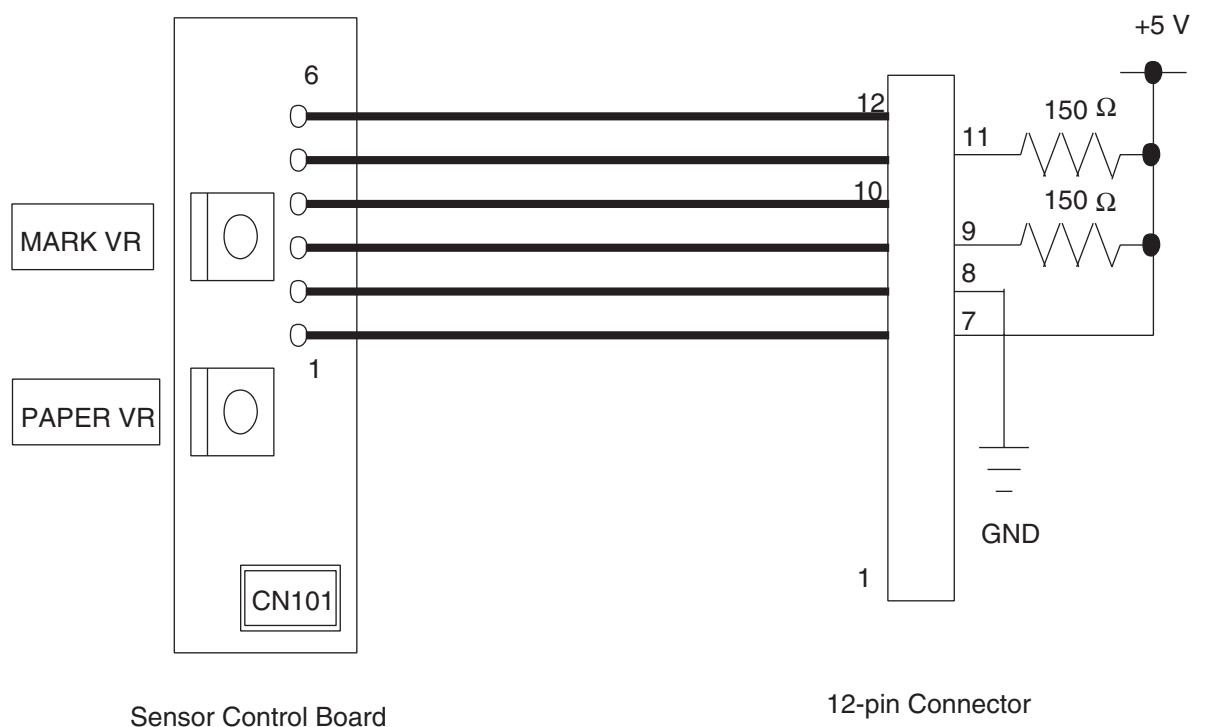 +5 V
6
12
150 Ω
11
10
150 Ω
MARK VR
9
8
7
1
PAPER VR
GND
1
CN101
12-pin Connector
Sensor Control Board